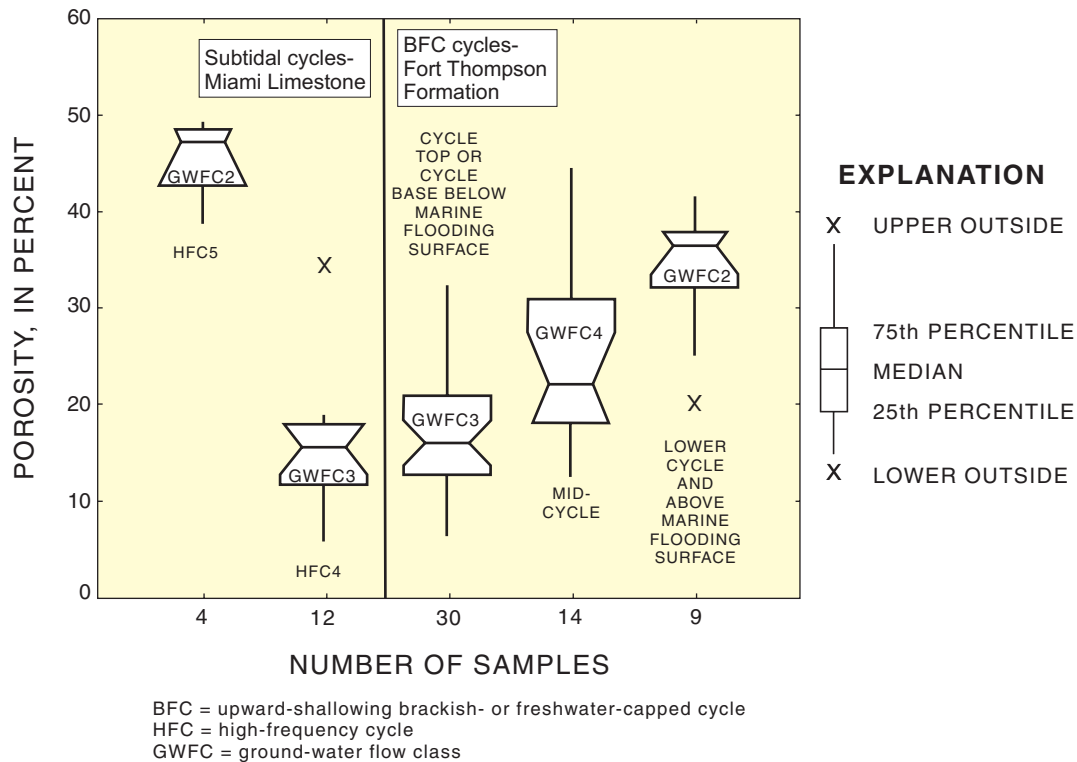 POROSITY, IN PERCENT
60
50
40
30
20
10
0
Subtidal cycles-
Miami Limestone
BFC cycles-
Fort Thompson
Formation
GWFC2
HFC5
X
GWFC3
HFC4
CYCLE
TOP OR
CYCLE
BASE BELOW
MARINE
FLOODING
SURFACE
GWFC3
GWFC4
MID-
CYCLE
GWFC2
X
LOWER
CYCLE
AND
ABOVE
MARINE
FLOODING
SURFACE
4 12 30 14 9
NUMBER OF SAMPLES
EXPLANATION
X UPPER OUTSIDE
75th PERCENTILE
MEDIAN
25th PERCENTILE
X LOWER OUTSIDE
BFC = upward-shallowing brackish- or freshwater-capped cycle
HFC = high-frequency cycle
GWFC = ground-water flow class